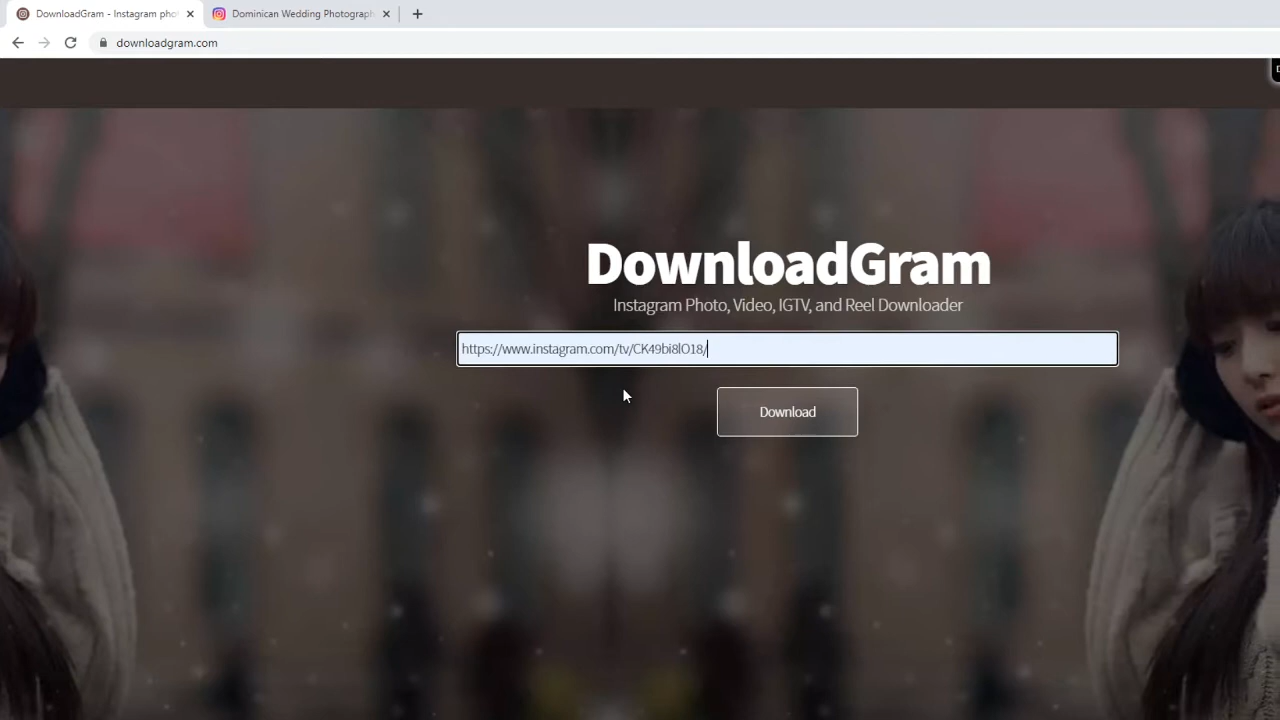 DownloadGram - Instagram phot
Dominican Wedding Photograph
downloadgram.com
DownloadGram
Instagram Photo, Video, IGTV, and Reel Downloader
https://www.instagram.com/tv/CK49bi8lO18/
Download